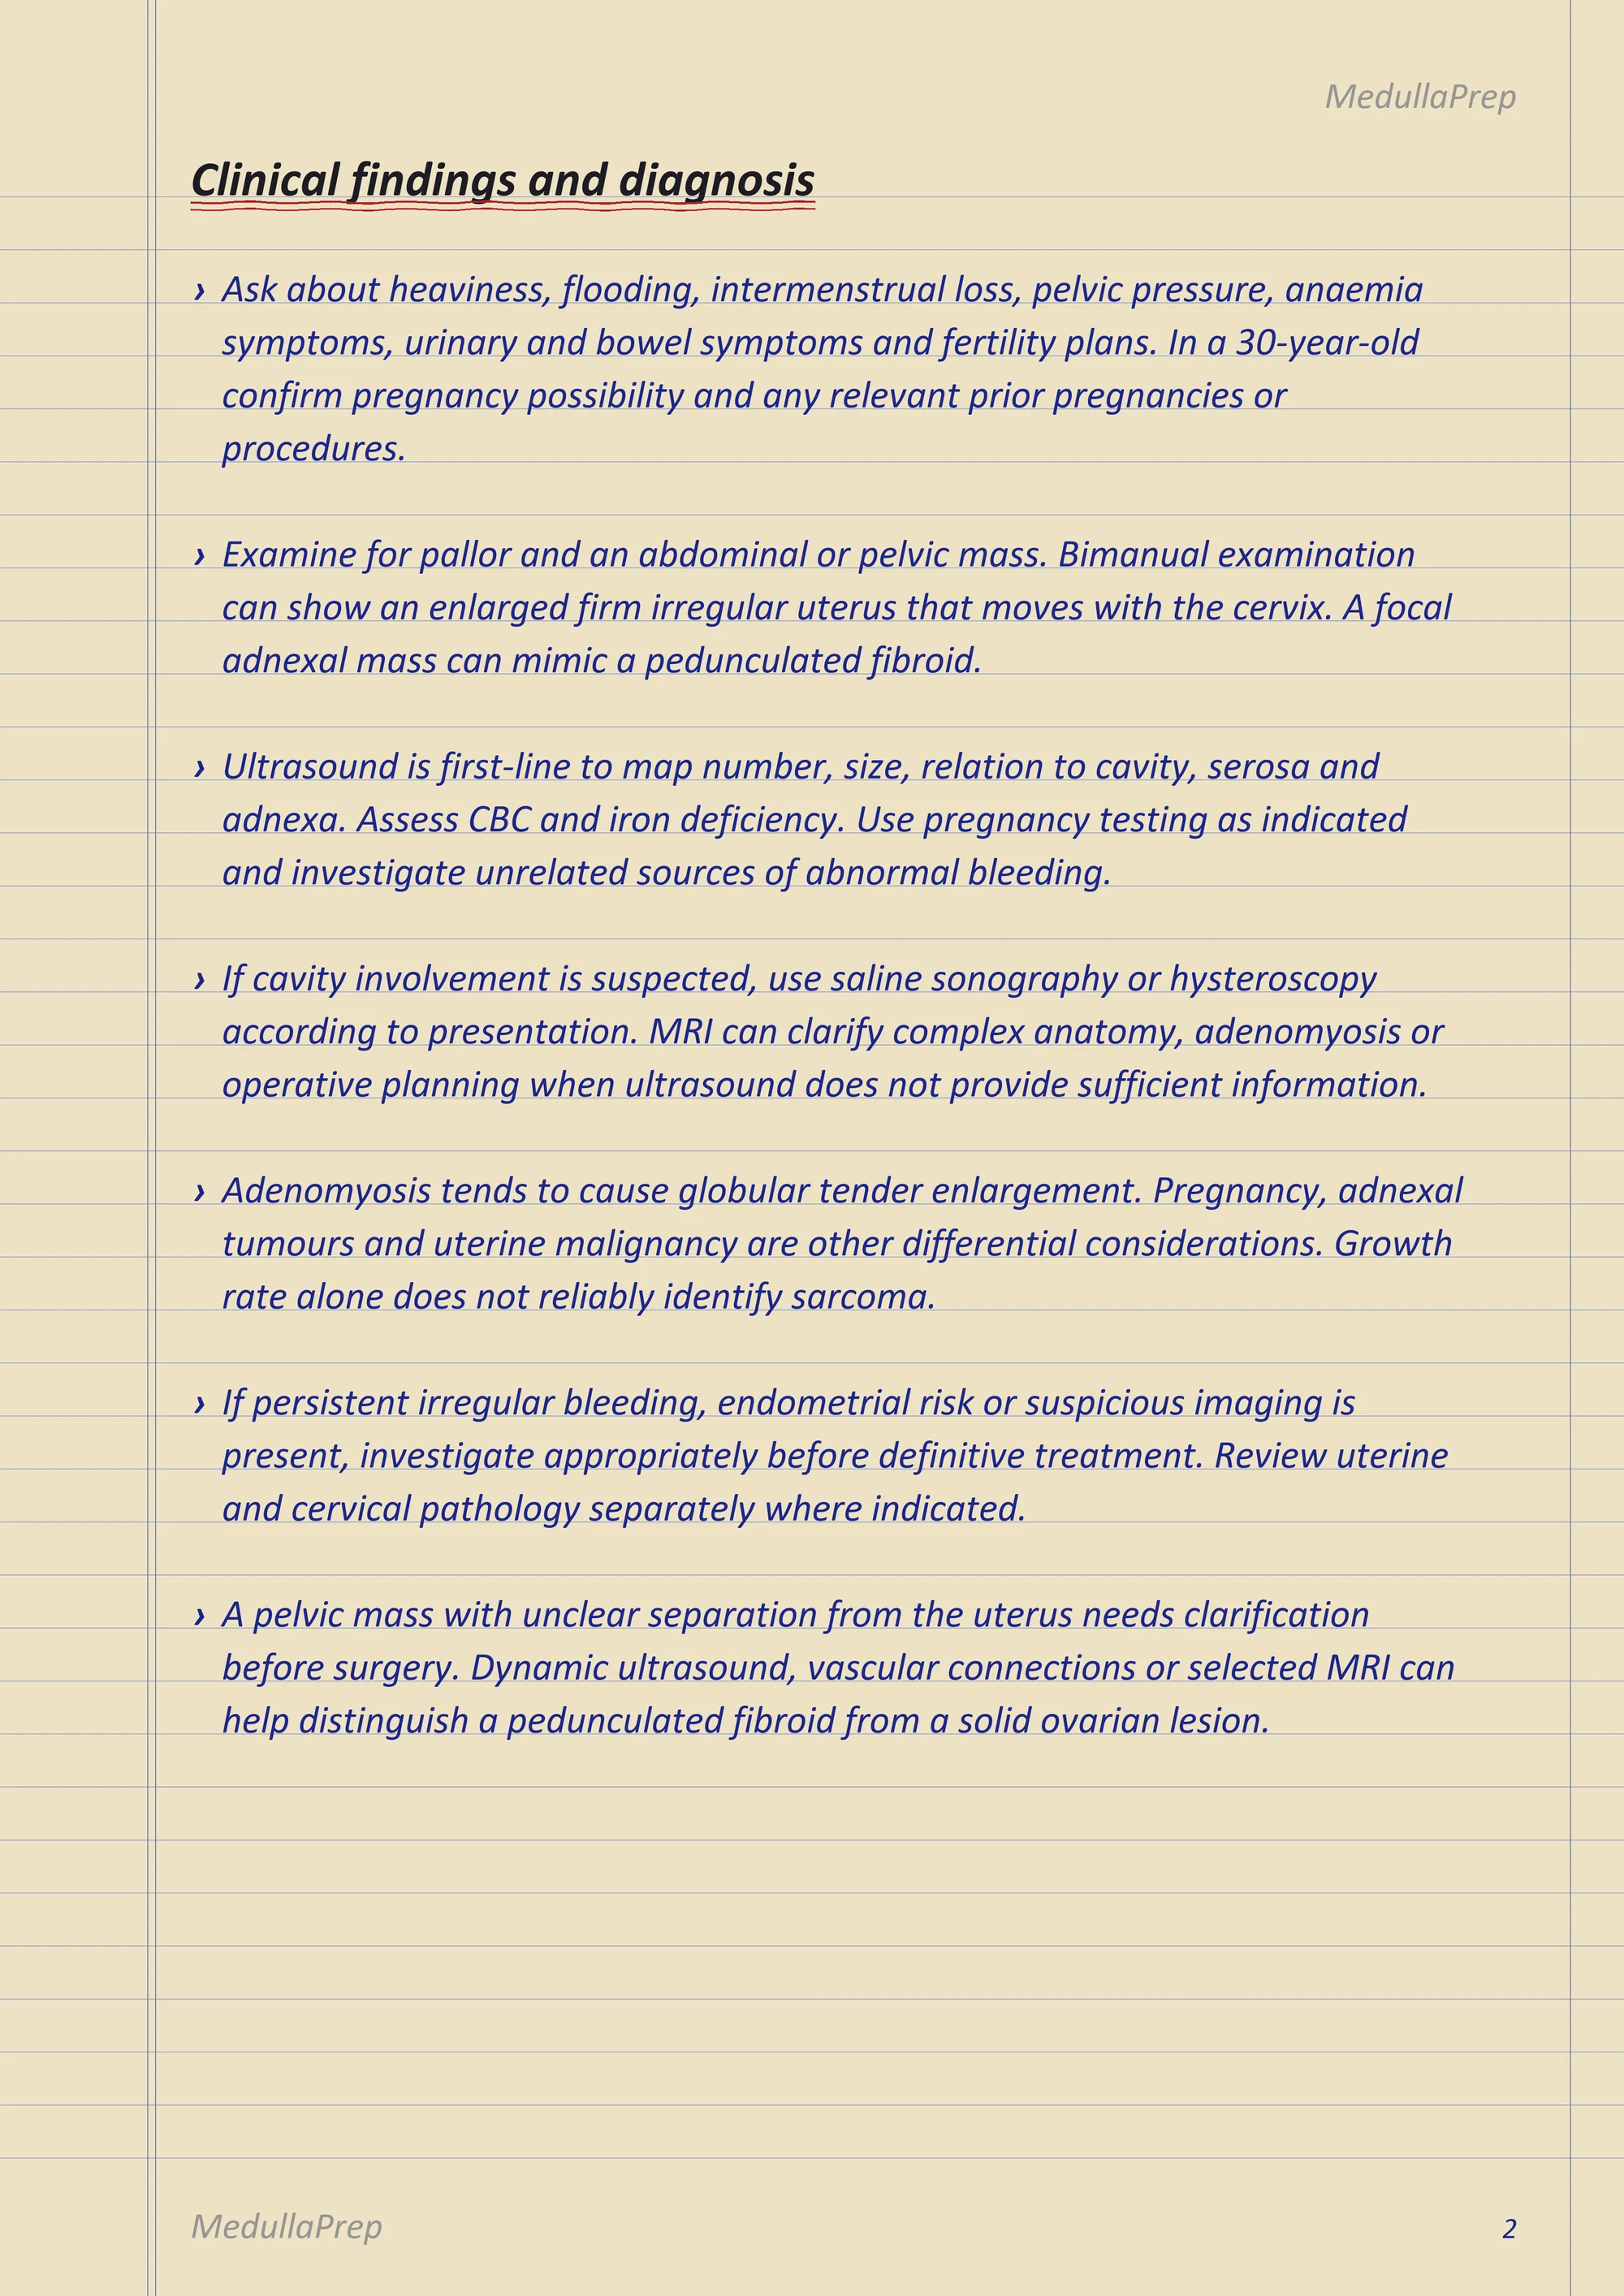 MedullaPrep
Clinical findings and diagnosis
› Ask about heaviness, flooding, intermenstrual loss, pelvic pressure, anaemia
symptoms, urinary and bowel symptoms and fertility plans. In a 30-year-old
confirm pregnancy possibility and any relevant prior pregnancies or
procedures.
› Examine for pallor and an abdominal or pelvic mass. Bimanual examination
can show an enlarged firm irregular uterus that moves with the cervix. A focal
adnexal mass can mimic a pedunculated fibroid.
› Ultrasound is first-line to map number, size, relation to cavity, serosa and
adnexa. Assess CBC and iron deficiency. Use pregnancy testing as indicated
and investigate unrelated sources of abnormal bleeding.
› If cavity involvement is suspected, use saline sonography or hysteroscopy
according to presentation. MRI can clarify complex anatomy, adenomyosis or
operative planning when ultrasound does not provide sufficient information.
› Adenomyosis tends to cause globular tender enlargement. Pregnancy, adnexal
tumours and uterine malignancy are other differential considerations. Growth
rate alone does not reliably identify sarcoma.
› If persistent irregular bleeding, endometrial risk or suspicious imaging is
present, investigate appropriately before definitive treatment. Review uterine
and cervical pathology separately where indicated.
› A pelvic mass with unclear separation from the uterus needs clarification
before surgery. Dynamic ultrasound, vascular connections or selected MRI can
help distinguish a pedunculated fibroid from a solid ovarian lesion.
MedullaPrep
2